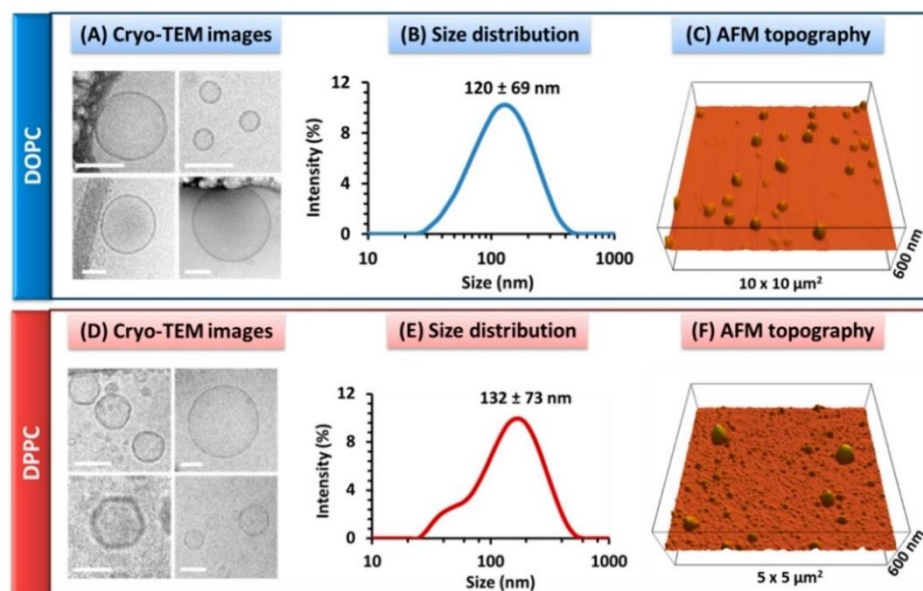 DOPC
(A) Cryo-TEM images
(B) Size distribution
(C) AFM topography
120 ± 69 nm
Intensity (%)
12
8
4
0
10
100
1000
Size (nm)
600 nm
10 x 10 µm²
DPPC
(D) Cryo-TEM images
(E) Size distribution
(F) AFM topography
132 ± 73 nm
Intensity (%)
12
8
4
0
10
100
1000
Size (nm)
600 nm
5 x 5 µm²